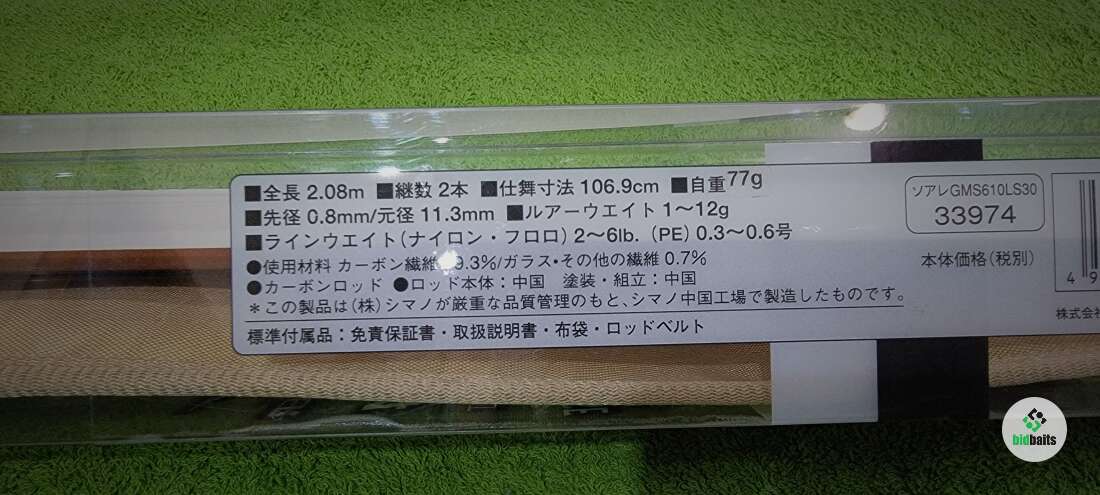 ■全長 2.08m ■継数 2本 ■仕舞寸法 106.9cm ■自重77g
■先径 0.8mm/元径 11.3mm ■ルアーウエイト 1〜12g
■ラインウエイト(ナイロン・フロロ) 2〜6lb. (PE) 0.3〜0.6号
●使用材料 カーボン繊維 9.3%/ガラス・その他の繊維 0.7%
●カーボンロッド ●ロッド本体:中国 塗装・組立:中国
*この製品は(株)シマノが厳重な品質管理のもと、シマノ中国工場で製造したものです。
標準付属品:免責保証書・取扱説明書・布袋・ロッドベルト
ソアレGMS610LS30
33974
本体価格(税別)
4 9
株式会社
bidbaits